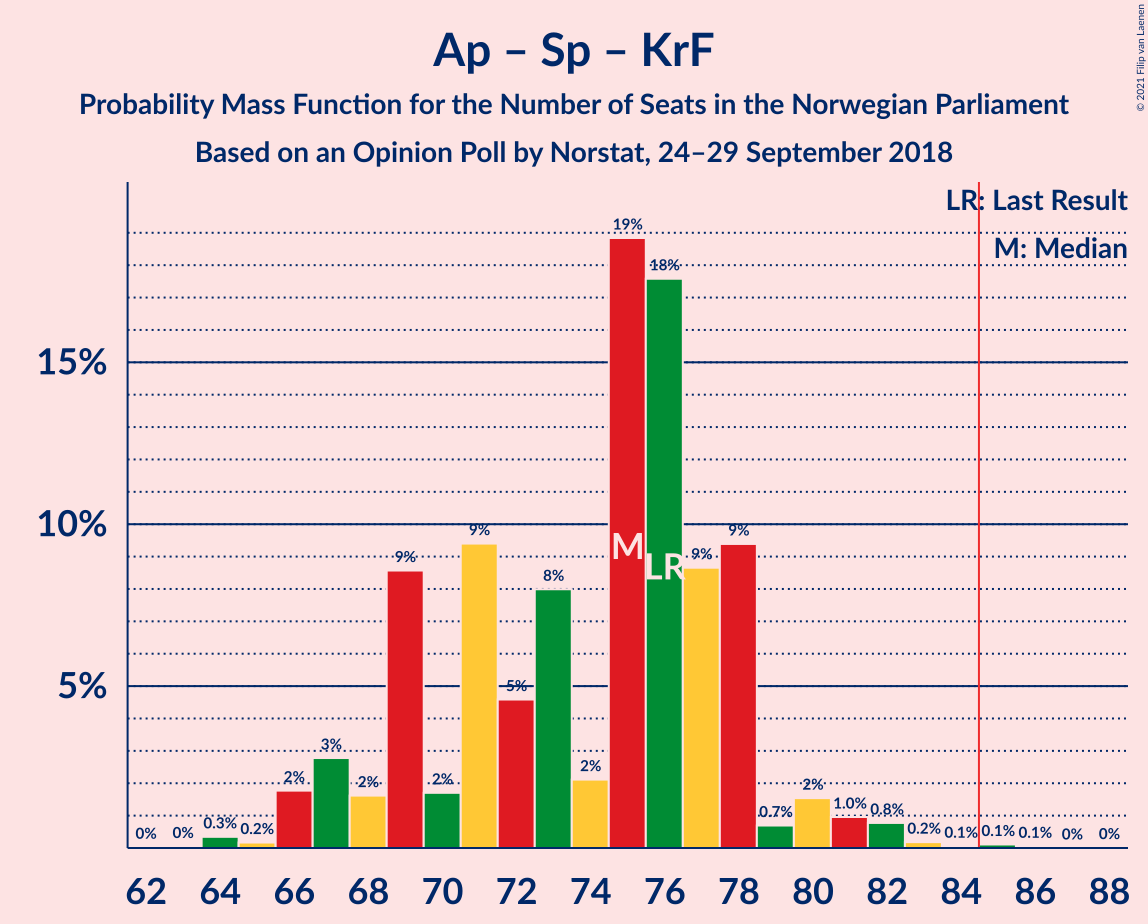 Ap – Sp – KrF
Probability Mass Function for the Number of Seats in the Norwegian Parliament
Based on an Opinion Poll by Norstat, 24–29 September 2018
© 2021 Filip van Laenen
LR: Last Result
M: Median
15%
10%
5%
0% 0% 0.3% 0.2% 2% 3% 2% 9% 2% 9% 5% 8% 2% 19% 18% 9% 9% 0.7% 2% 1.0% 0.8% 0.2% 0.1% 0.1% 0.1% 0% 0%
M
LR
62 64 66 68 70 72 74 76 78 80 82 84 86 88